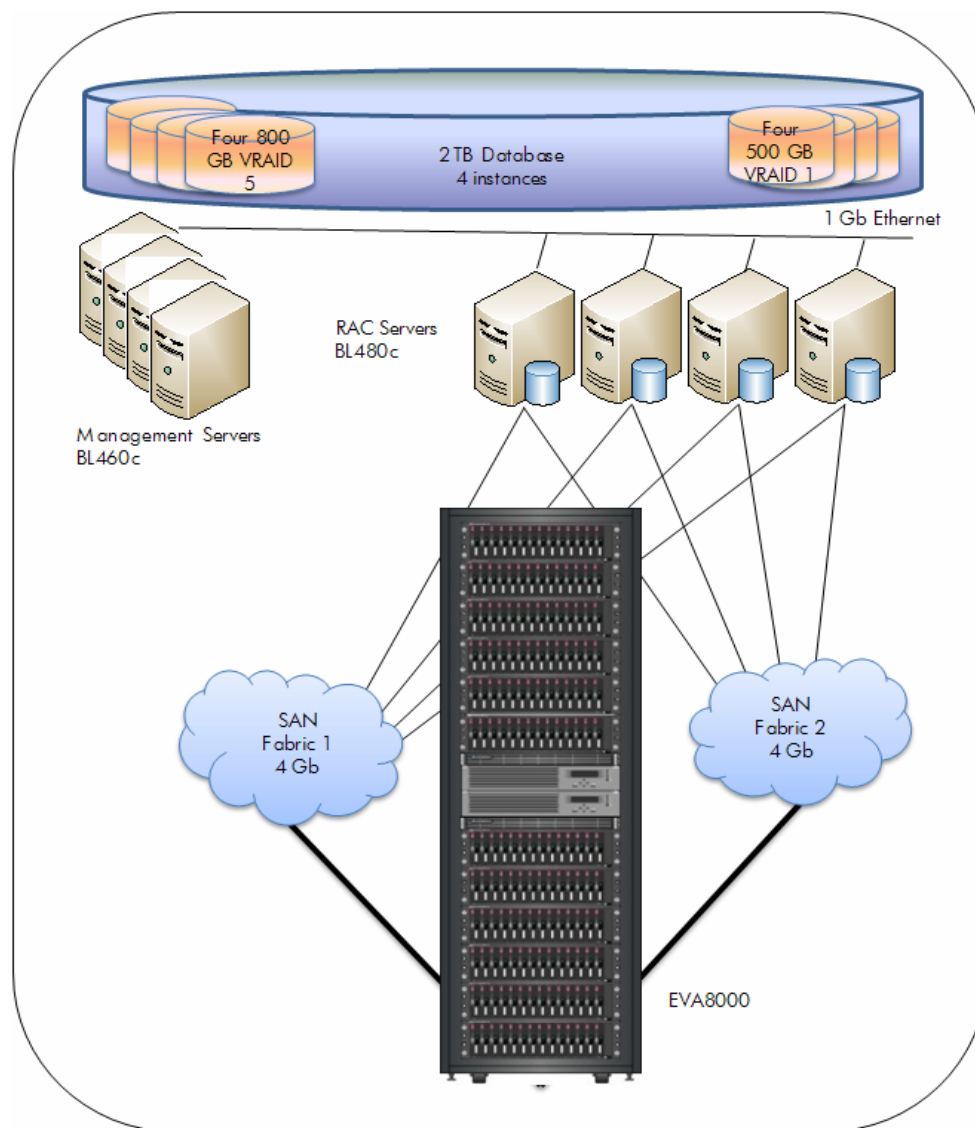 Four 800
GB VRAID
5
2TB Database
4 instances
Four
500 GB
VRAID 1
1 Gb Ethernet
RAC Servers
BL480c
Management Servers
BL460c
SAN
Fabric 1
4 Gb
SAN
Fabric 2
4 Gb
EVA8000